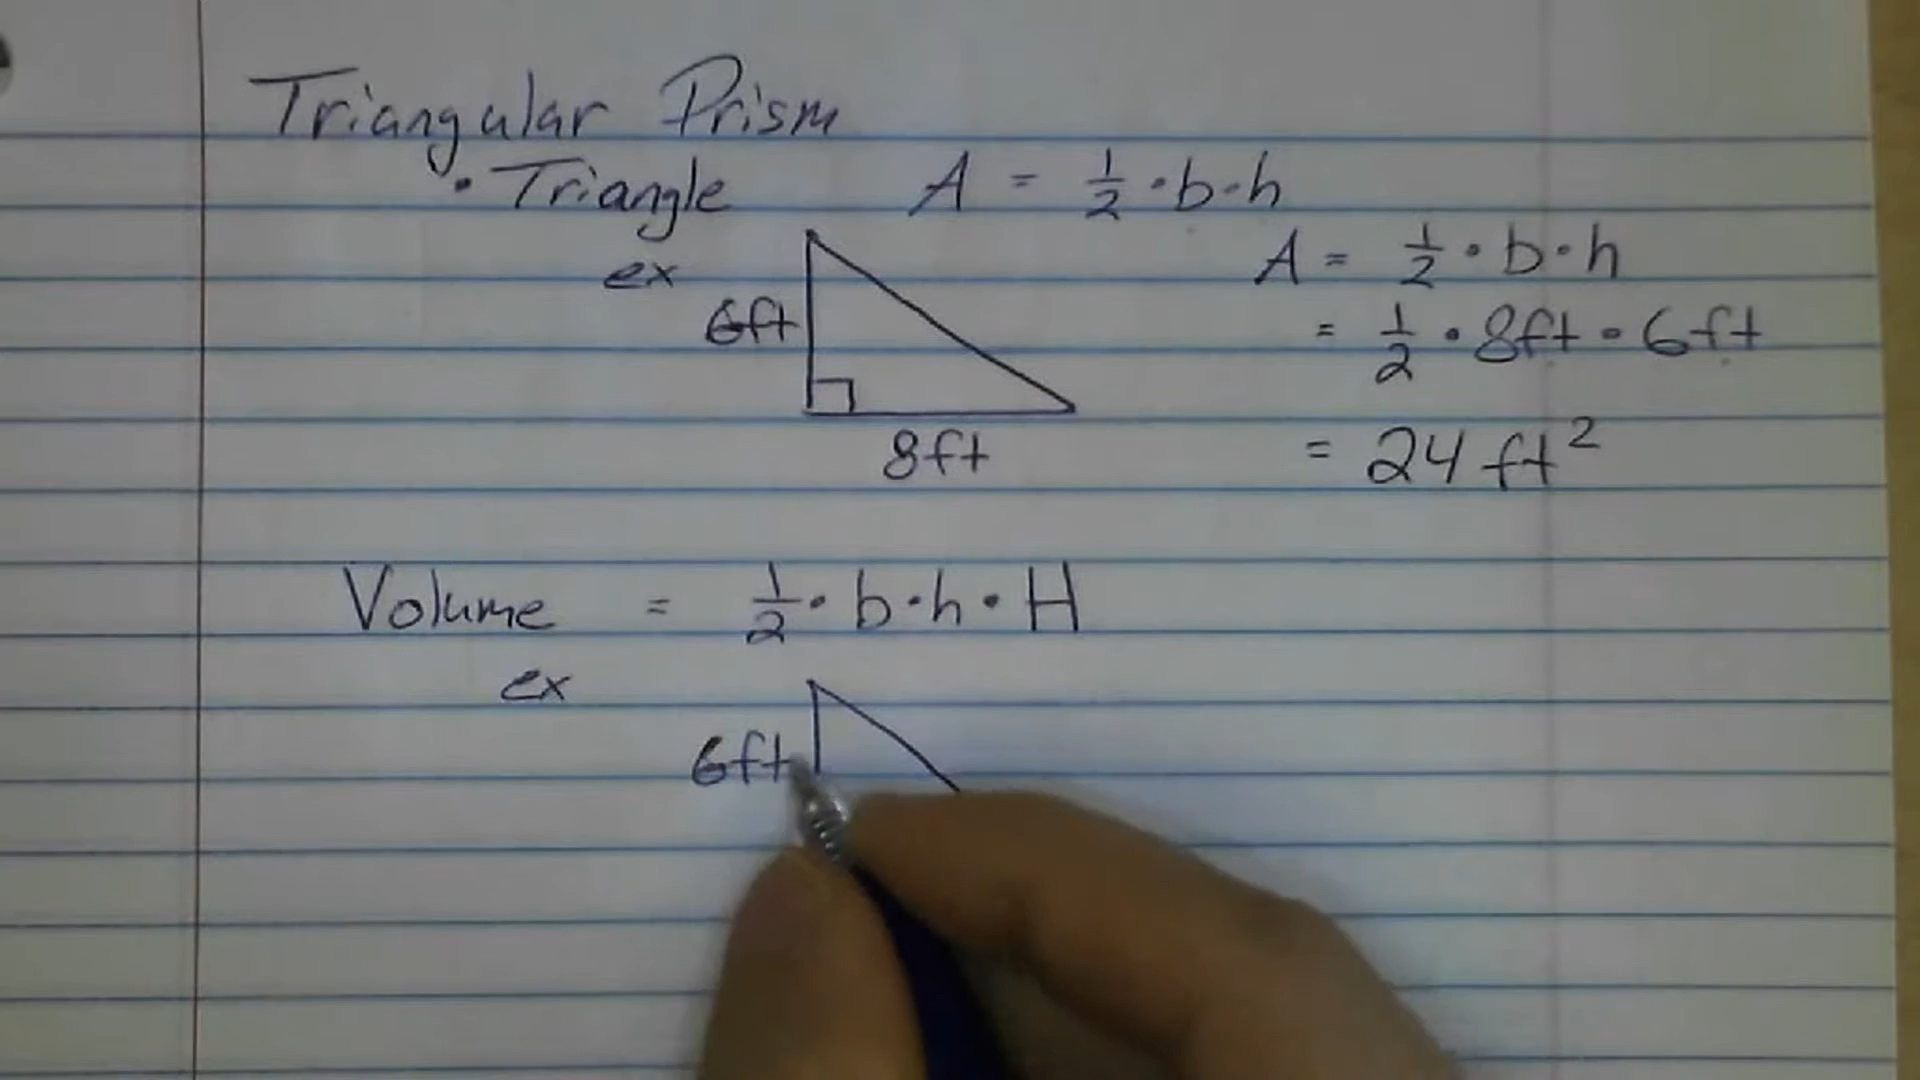 Triangular Prism
• Triangle A = 1/2 · b · h
ex
6ft
8ft
A = 1/2 · b · h
= 1/2 · 8ft · 6ft
= 24 ft²
Volume = 1/2 · b · h · H
ex
6ft